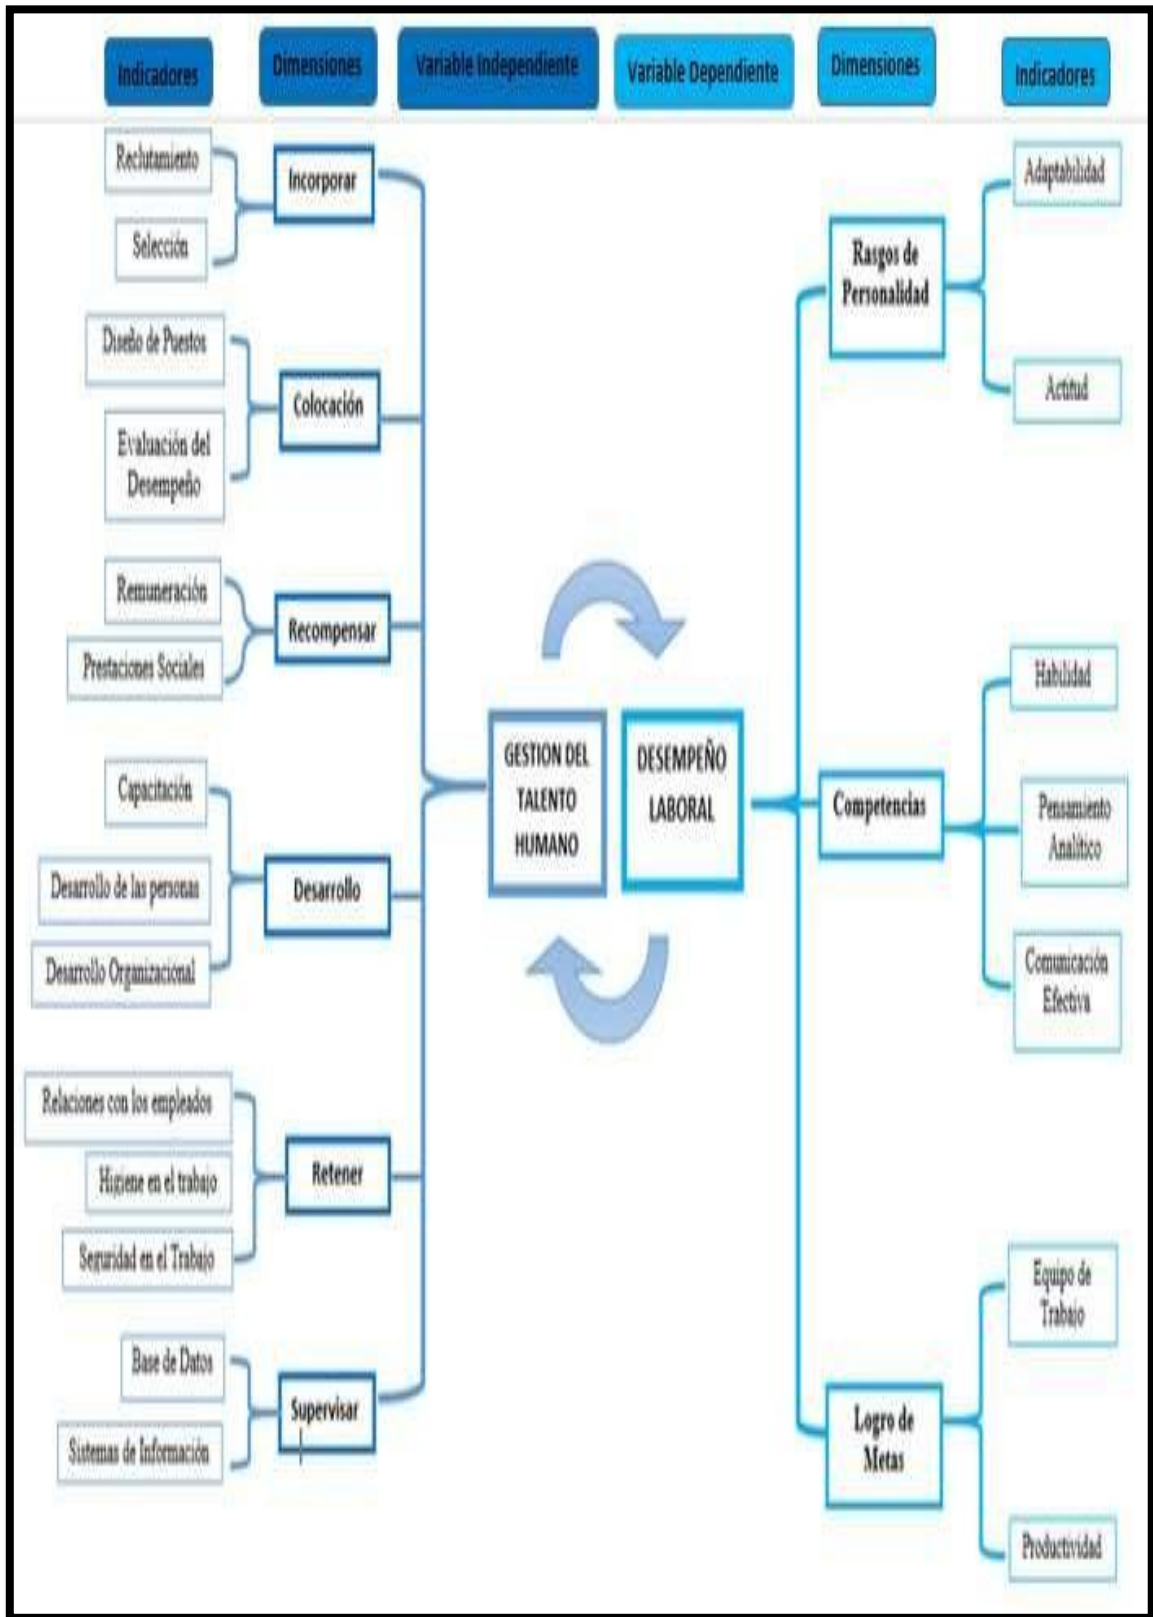 Indicadores
Dimensiones
Variable Independiente
Variable Dependiente
Dimensiones
Indicadores
Reclutamiento
Selección
Incorporar
Diseño de Puestos
Evaluación del
Desempeño
Colocación
Remuneración
Prestaciones Sociales
Recompensar
Capacitación
Desarrollo de las personas
Desarrollo Organizacional
Desarrollo
Relaciones con los empleados
Higiene en el trabajo
Seguridad en el Trabajo
Retener
Base de Datos
Sistemas de Información
Supervisar
GESTION DEL
TALENTO
HUMANO
DESEMPEÑO
LABORAL
Rasgos de
Personalidad
Adaptabilidad
Actitud
Competencias
Habilidad
Pensamiento
Analítico
Comunicación
Efectiva
Logro de
Metas
Equipo de
Trabajo
Productividad